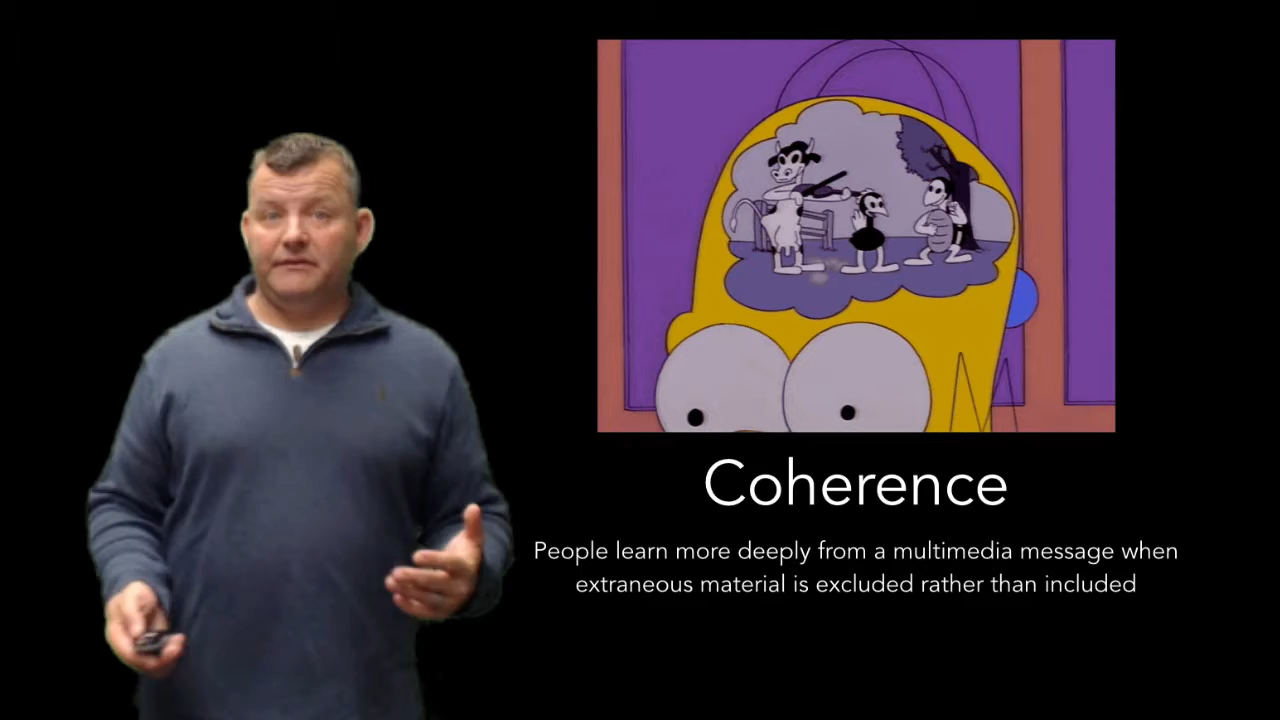 Coherence
People learn more deeply from a multimedia message when
extraneous material is excluded rather than included